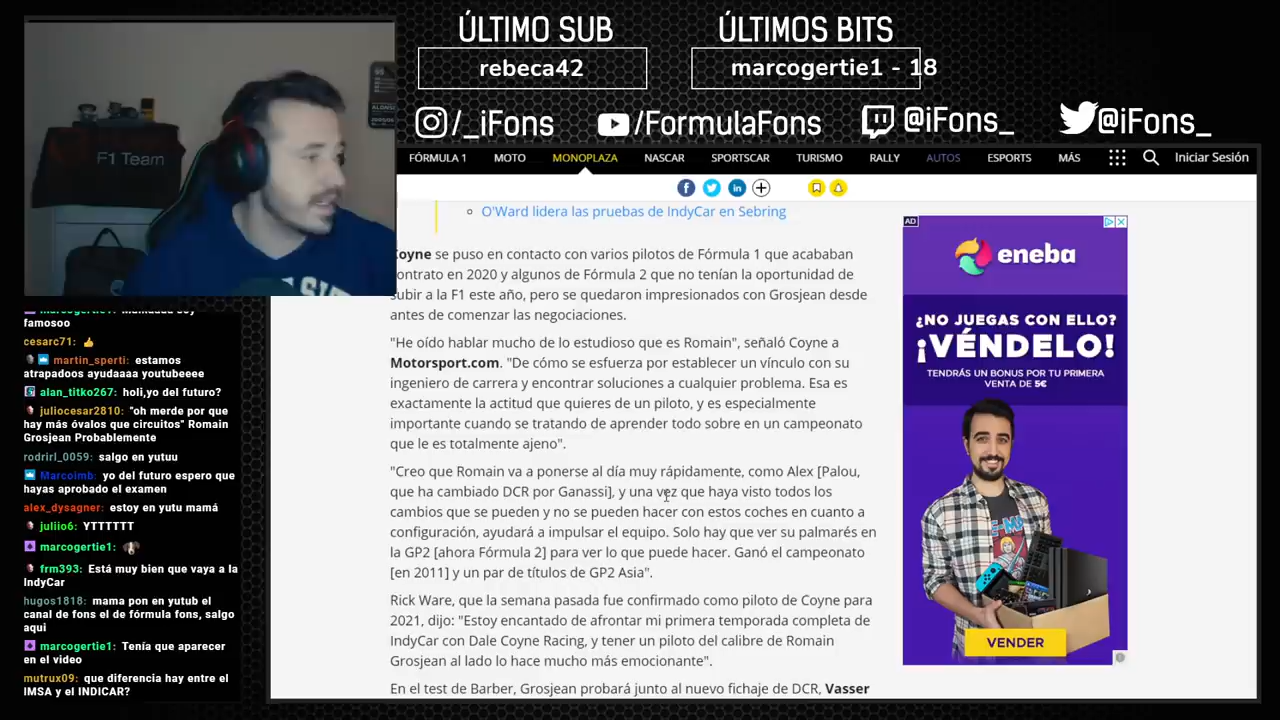 ÚLTIMO SUB
rebeca42
ÚLTIMOS BITS
marcogertie1 - 18
/_iFons
/FormulaFons
@iFons_
@iFons_
F1 Team
FÓRMULA 1 MOTO MONOPLAZA NASCAR SPORTSCAR TURISMO RALLY AUTOS ESPORTS MÁS Iniciar Sesión
O'Ward lidera las pruebas de IndyCar en Sebring
Coyne se puso en contacto con varios pilotos de Fórmula 1 que acababan
contrato en 2020 y algunos de Fórmula 2 que no tenían la oportunidad de
subir a la F1 este año, pero se quedaron impresionados con Grosjean desde
antes de comenzar las negociaciones.
"He oído hablar mucho de lo estudioso que es Romain", señaló Coyne a
Motorsport.com. "De cómo se esfuerza por establecer un vínculo con su
ingeniero de carrera y encontrar soluciones a cualquier problema. Esa es
exactamente la actitud que quieres de un piloto, y es especialmente
importante cuando se tratando de aprender todo sobre en un campeonato
que le es totalmente ajeno".
"Creo que Romain va a ponerse al día muy rápidamente, como Alex [Palou,
que ha cambiado DCR por Ganassi], y una vez que haya visto todos los
cambios que se pueden y no se pueden hacer con estos coches en cuanto a
configuración, ayudará a impulsar el equipo. Solo hay que ver su palmarés en
la GP2 [ahora Fórmula 2] para ver lo que puede hacer. Ganó el campeonato
[en 2011] y un par de títulos de GP2 Asia".
Rick Ware, que la semana pasada fue confirmado como piloto de Coyne para
2021, dijo: "Estoy encantado de afrontar mi primera temporada completa de
IndyCar con Dale Coyne Racing, y tener un piloto del calibre de Romain
Grosjean al lado lo hace mucho más emocionante".
En el test de Barber, Grosjean probará junto al nuevo fichaje de DCR, Vasser
AD
eneba
¿NO JUEGAS CON ELLO?
¡VÉNDELO!
TENDRÁS UN BONUS POR TU PRIMERA
VENTA DE 5€
VENDER
famosoo
cesarc71:
martin_sperti: estamos
atrapadoos ayudaaaa youtubeeee
alan_titko267: holi,yo del futuro?
juliocesar2810: "oh merde por que
hay más óvalos que circuitos" Romain
Grosjean Probablemente
rodrirl_0059: salgo en yutuu
Marcoimb: yo del futuro espero que
hayas aprobado el examen
alex_dysagner: estoy en yutu mamá
juliio6: YTTTTTT
marcogertie1:
frm393: Está muy bien que vaya a la
IndyCar
hugos1818: mama pon en yutub el
canal de fons el de fórmula fons, salgo
aqui
marcogertie1: Tenía que aparecer
en el video
mutrux09: que diferencia hay entre el
IMSA y el INDICAR?